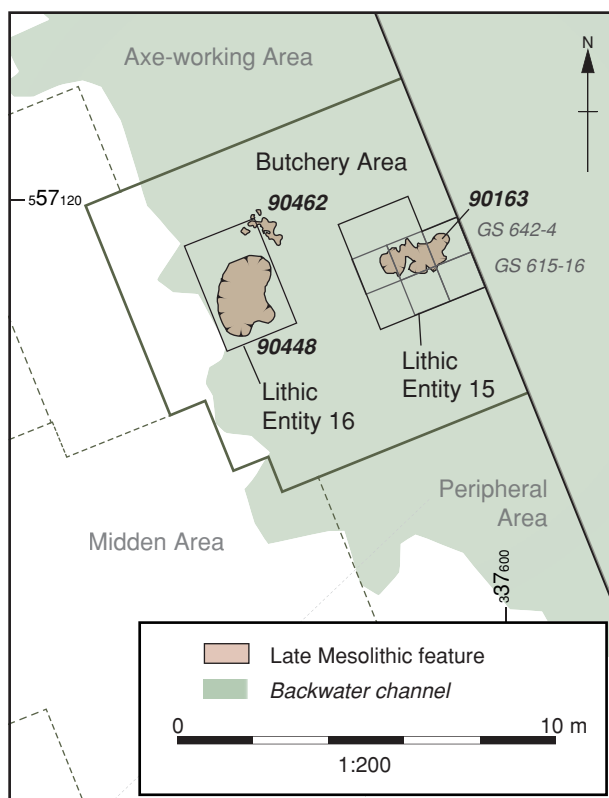 Axe-working Area
N
Butchery Area
557120
90462
90163
GS 642-4
GS 615-16
90448
Lithic
Entity 15
Lithic
Entity 16
Peripheral
Area
Midden Area
337600
Late Mesolithic feature
Backwater channel
0
10 m
1:200